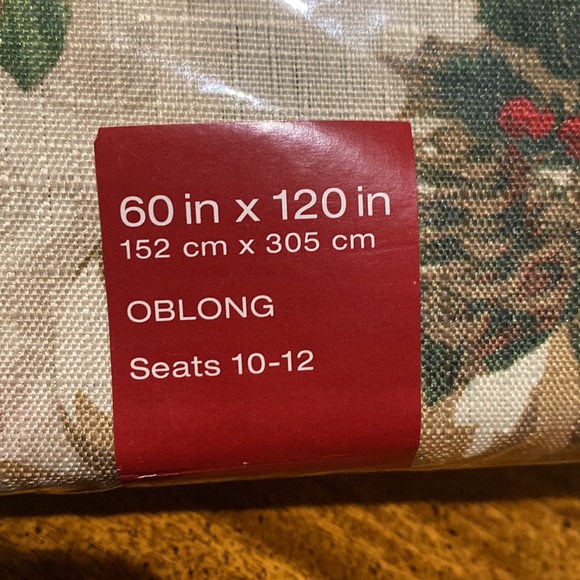 60 in x 120 in
152 cm x 305 cm
OBLONG
Seats 10-12